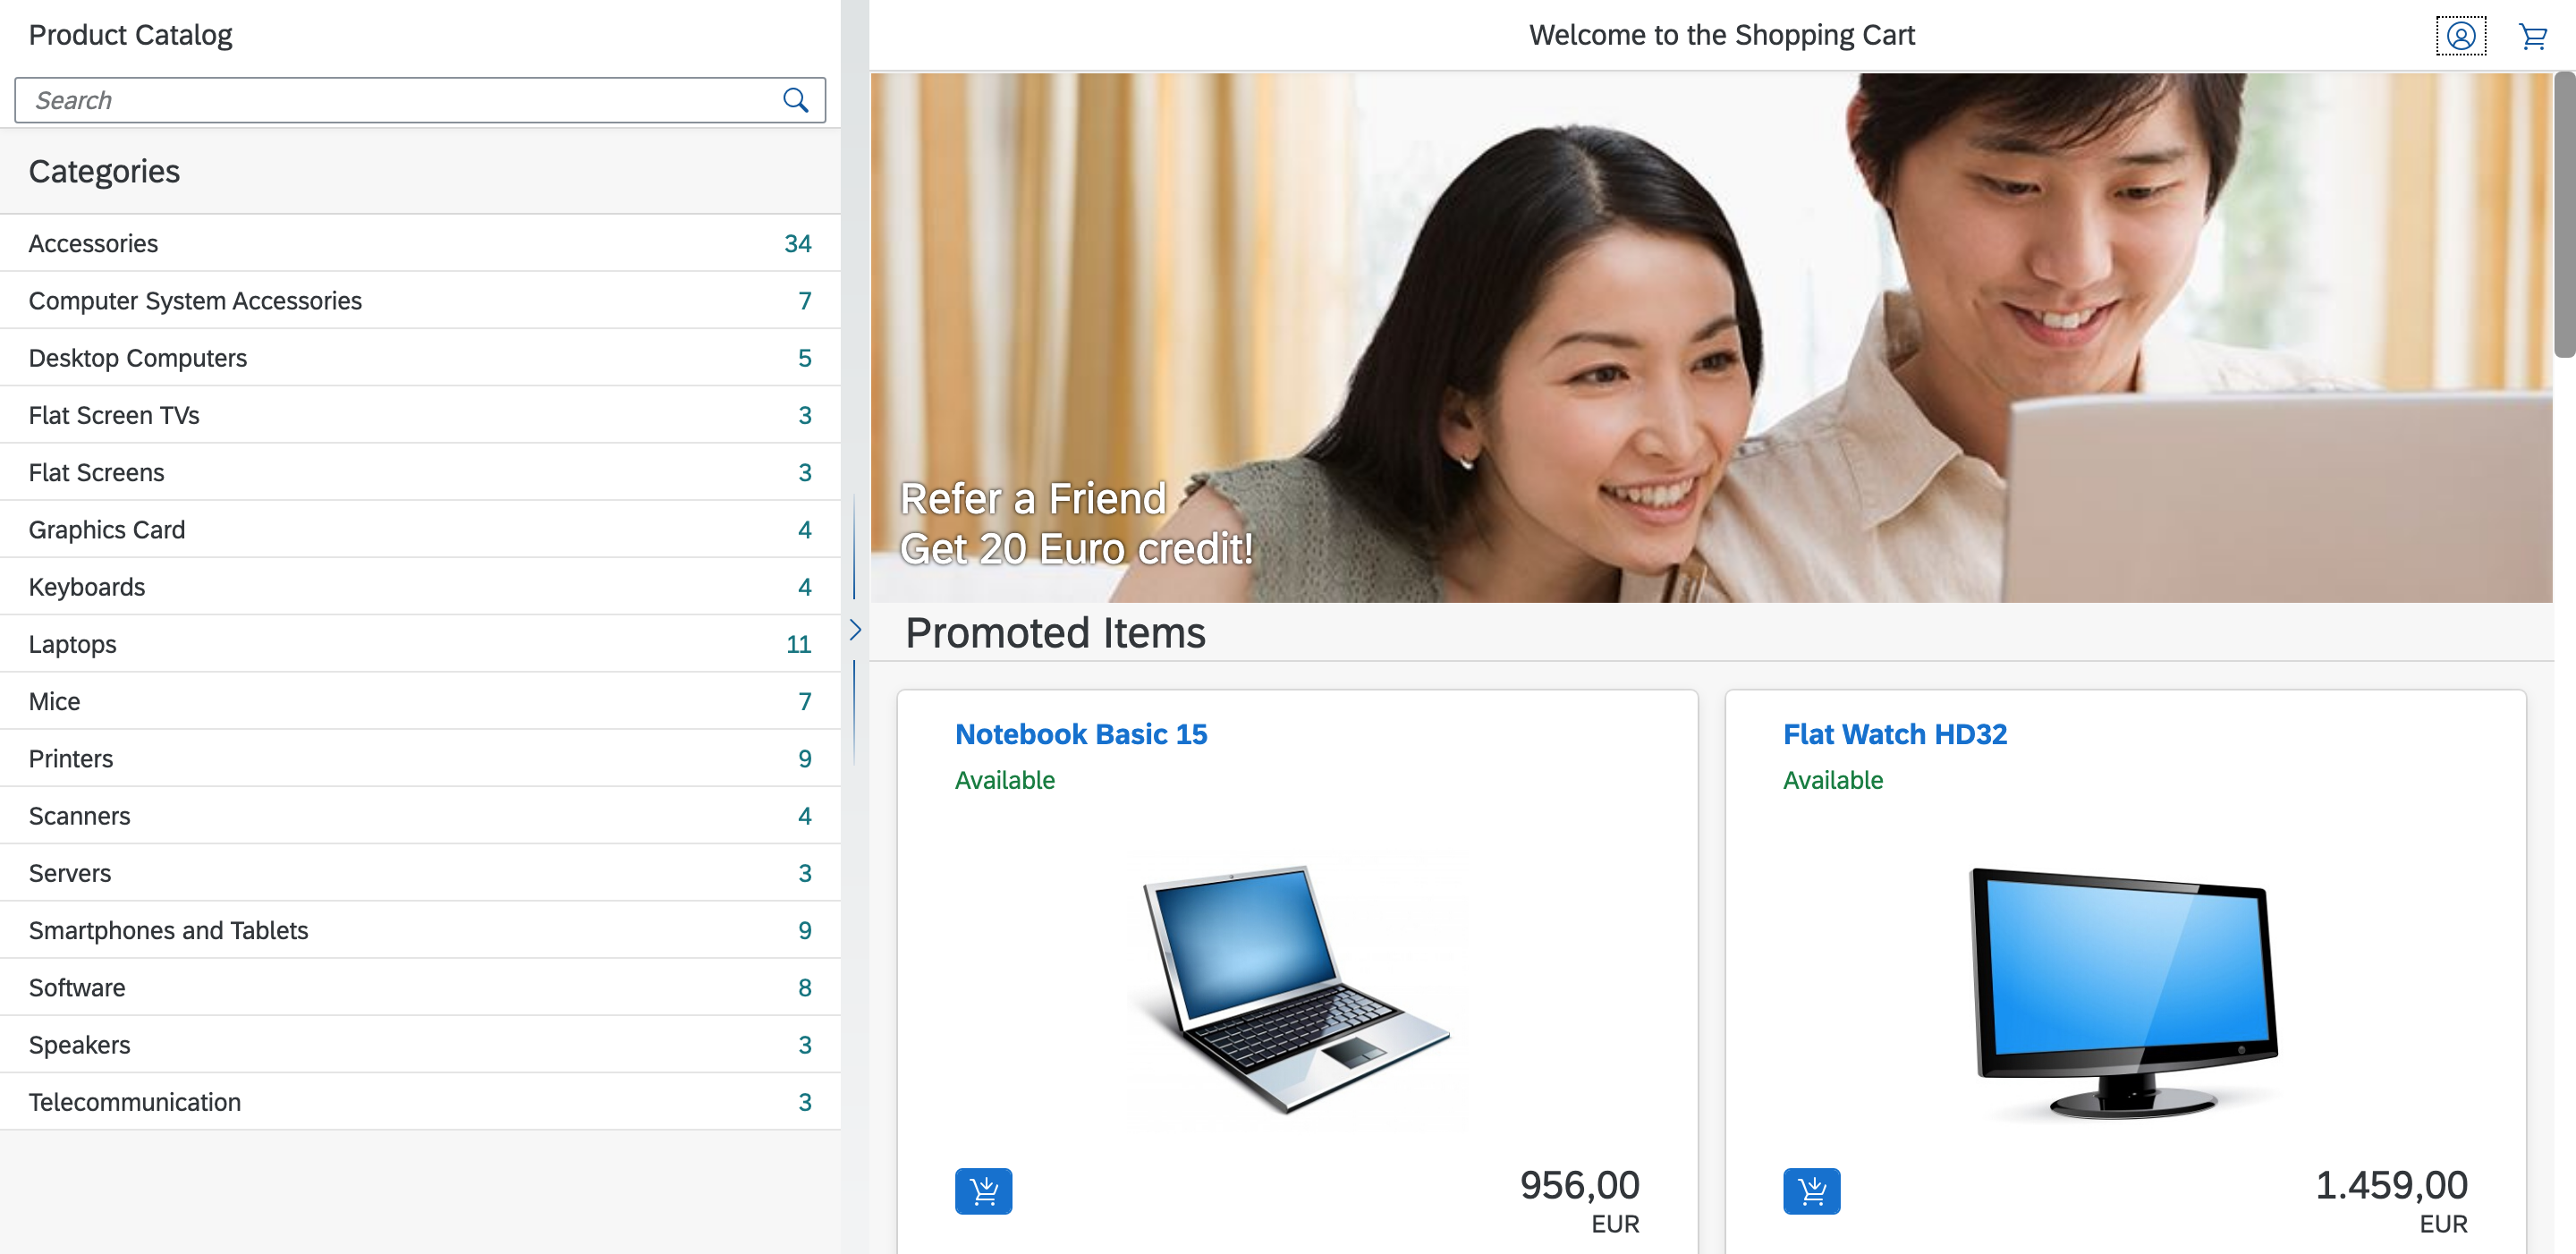 Product Catalog
Search
Categories
Accessories 34
Computer System Accessories 7
Desktop Computers 5
Flat Screen TVs 3
Flat Screens 3
Graphics Card 4
Keyboards 4
Laptops 11
Mice 7
Printers 9
Scanners 4
Servers 3
Smartphones and Tablets 9
Software 8
Speakers 3
Telecommunication 3
Welcome to the Shopping Cart
Refer a Friend
Get 20 Euro credit!
Promoted Items
Notebook Basic 15
Available
956,00
EUR
Flat Watch HD32
Available
1.459,00
EUR